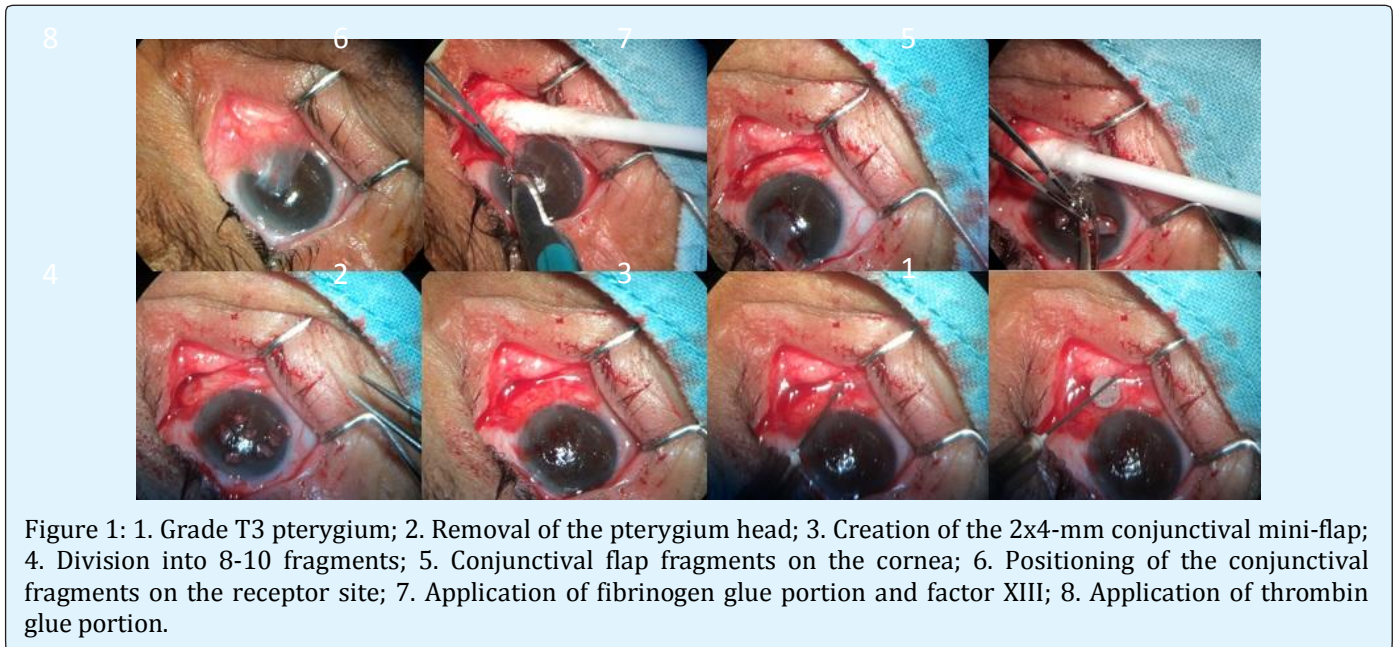 8 6 7 5
4 2 3 1
Figure 1: 1. Grade T3 pterygium; 2. Removal of the pterygium head; 3. Creation of the 2x4-mm conjunctival mini-flap;
4. Division into 8-10 fragments; 5. Conjunctival flap fragments on the cornea; 6. Positioning of the conjunctival
fragments on the receptor site; 7. Application of fibrinogen glue portion and factor XIII; 8. Application of thrombin
glue portion.